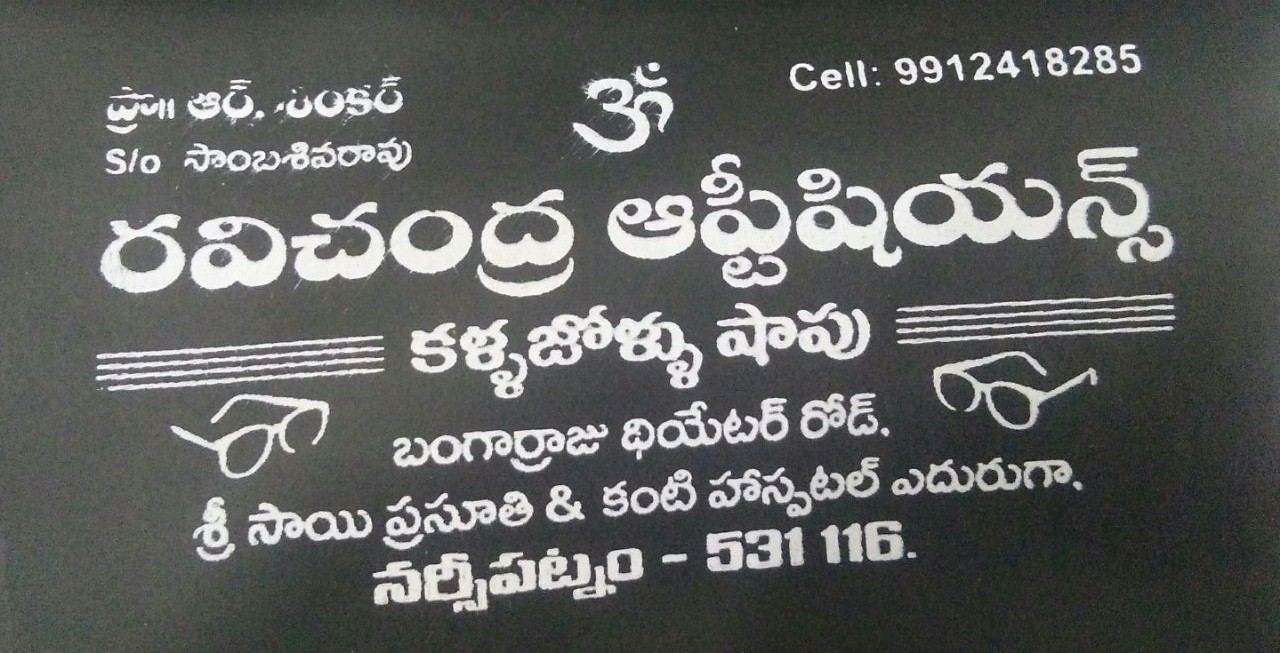 ప్రొ॥ ఆర్. శంకర్
S/o సాంబశివరావు
ఓం
Cell: 9912418285
రవిచంద్ర ఆప్టీషియన్స్
కళ్ళజోళ్ళు షాపు
బంగార్రాజు థియేటర్ రోడ్,
శ్రీ సాయి ప్రసూతి & కంటి హాస్పటల్ ఎదురుగా,
నర్సీపట్నం - 531 116.